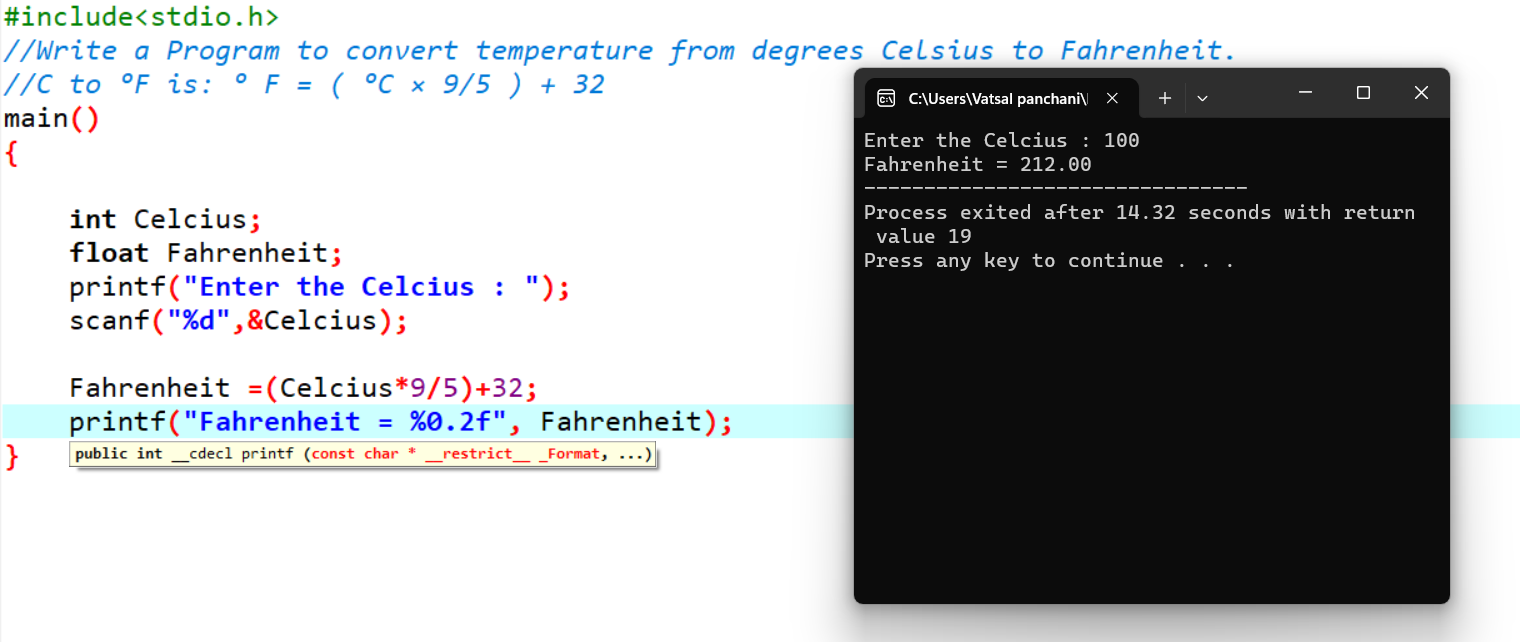 #include<stdio.h>
//Write a Program to convert temperature from degrees Celsius to Fahrenheit.
//C to °F is: ° F = ( °C × 9/5 ) + 32
main()
{
int Celcius;
float Fahrenheit;
printf("Enter the Celcius : ");
scanf("%d",&Celcius);
Fahrenheit =(Celcius*9/5)+32;
printf("Fahrenheit = %0.2f", Fahrenheit);
}
public int __cdecl printf (const char * __restrict__ _Format, ...)
C:\Users\Vatsal panchani\
Enter the Celcius : 100
Fahrenheit = 212.00
--------------------------------
Process exited after 14.32 seconds with return
value 19
Press any key to continue . . .